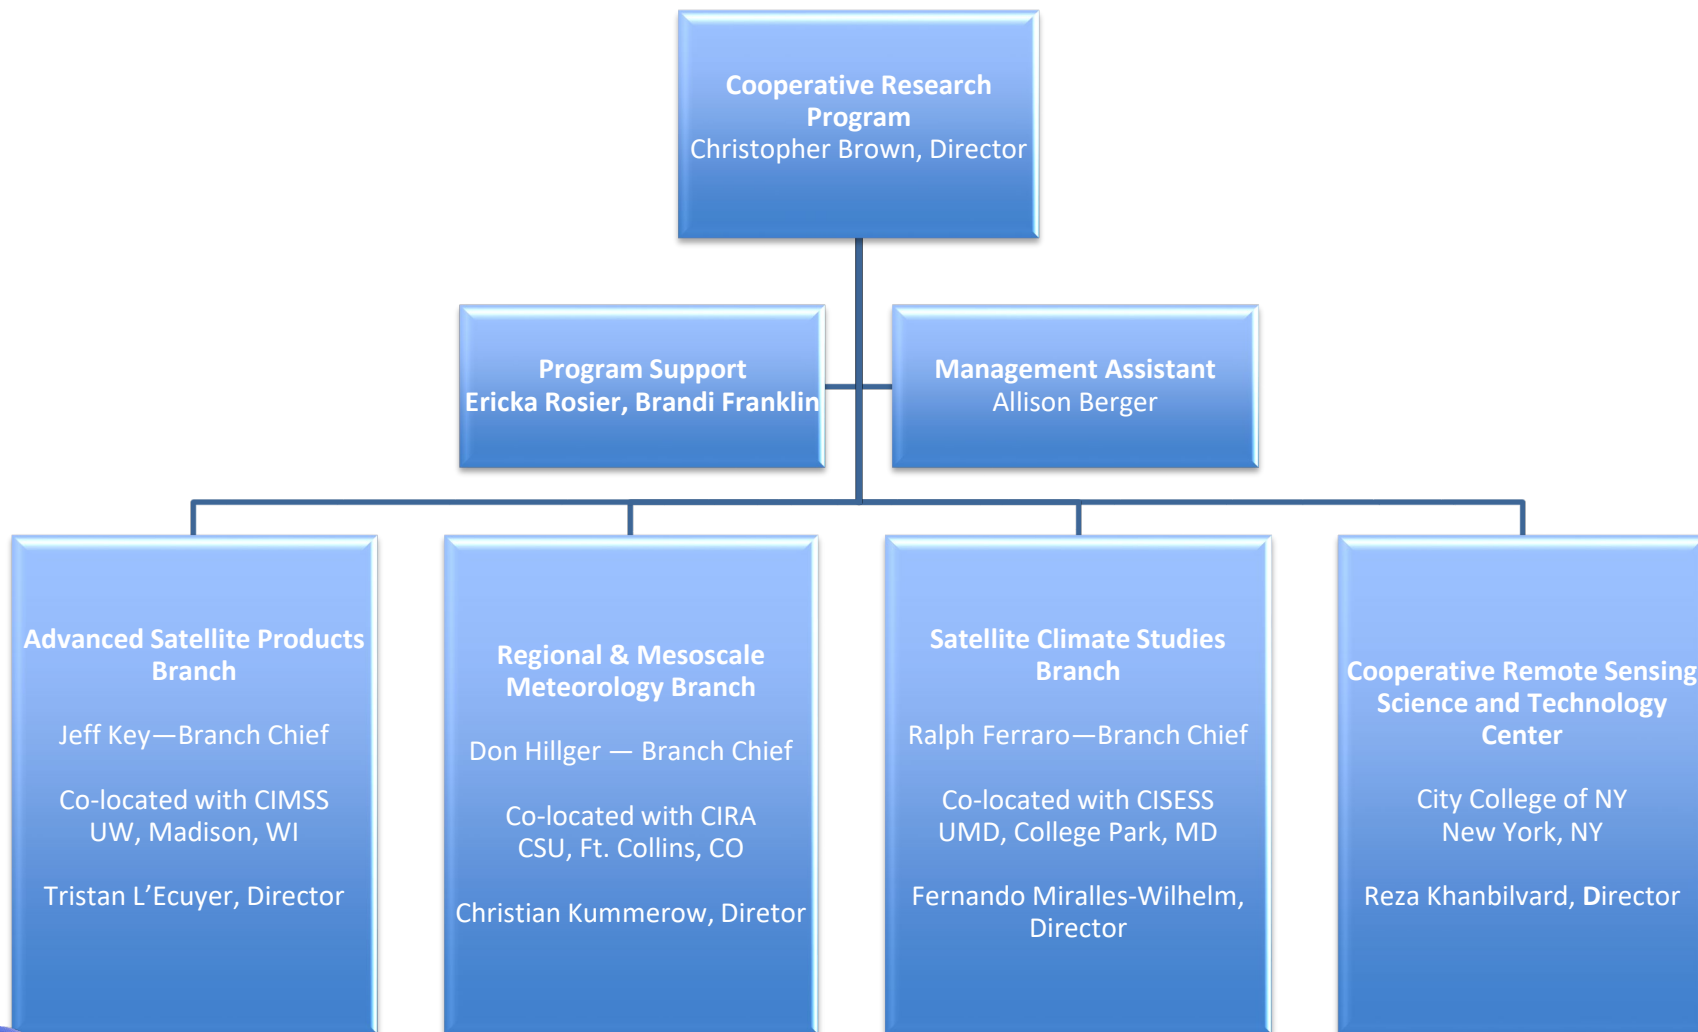 Cooperative Research
Program
Christopher Brown, Director
Program Support
Ericka Rosier, Brandi Franklin
Management Assistant
Allison Berger
Advanced Satellite Products
Branch
Jeff Key—Branch Chief
Co-located with CIMSS
UW, Madison, WI
Tristan L’Ecuyer, Director
Regional & Mesoscale
Meteorology Branch
Don Hillger — Branch Chief
Co-located with CIRA
CSU, Ft. Collins, CO
Christian Kummerow, Diretor
Satellite Climate Studies
Branch
Ralph Ferraro—Branch Chief
Co-located with CISESS
UMD, College Park, MD
Fernando Miralles-Wilhelm,
Director
Cooperative Remote Sensing
Science and Technology
Center
City College of NY
New York, NY
Reza Khanbilvard, Director